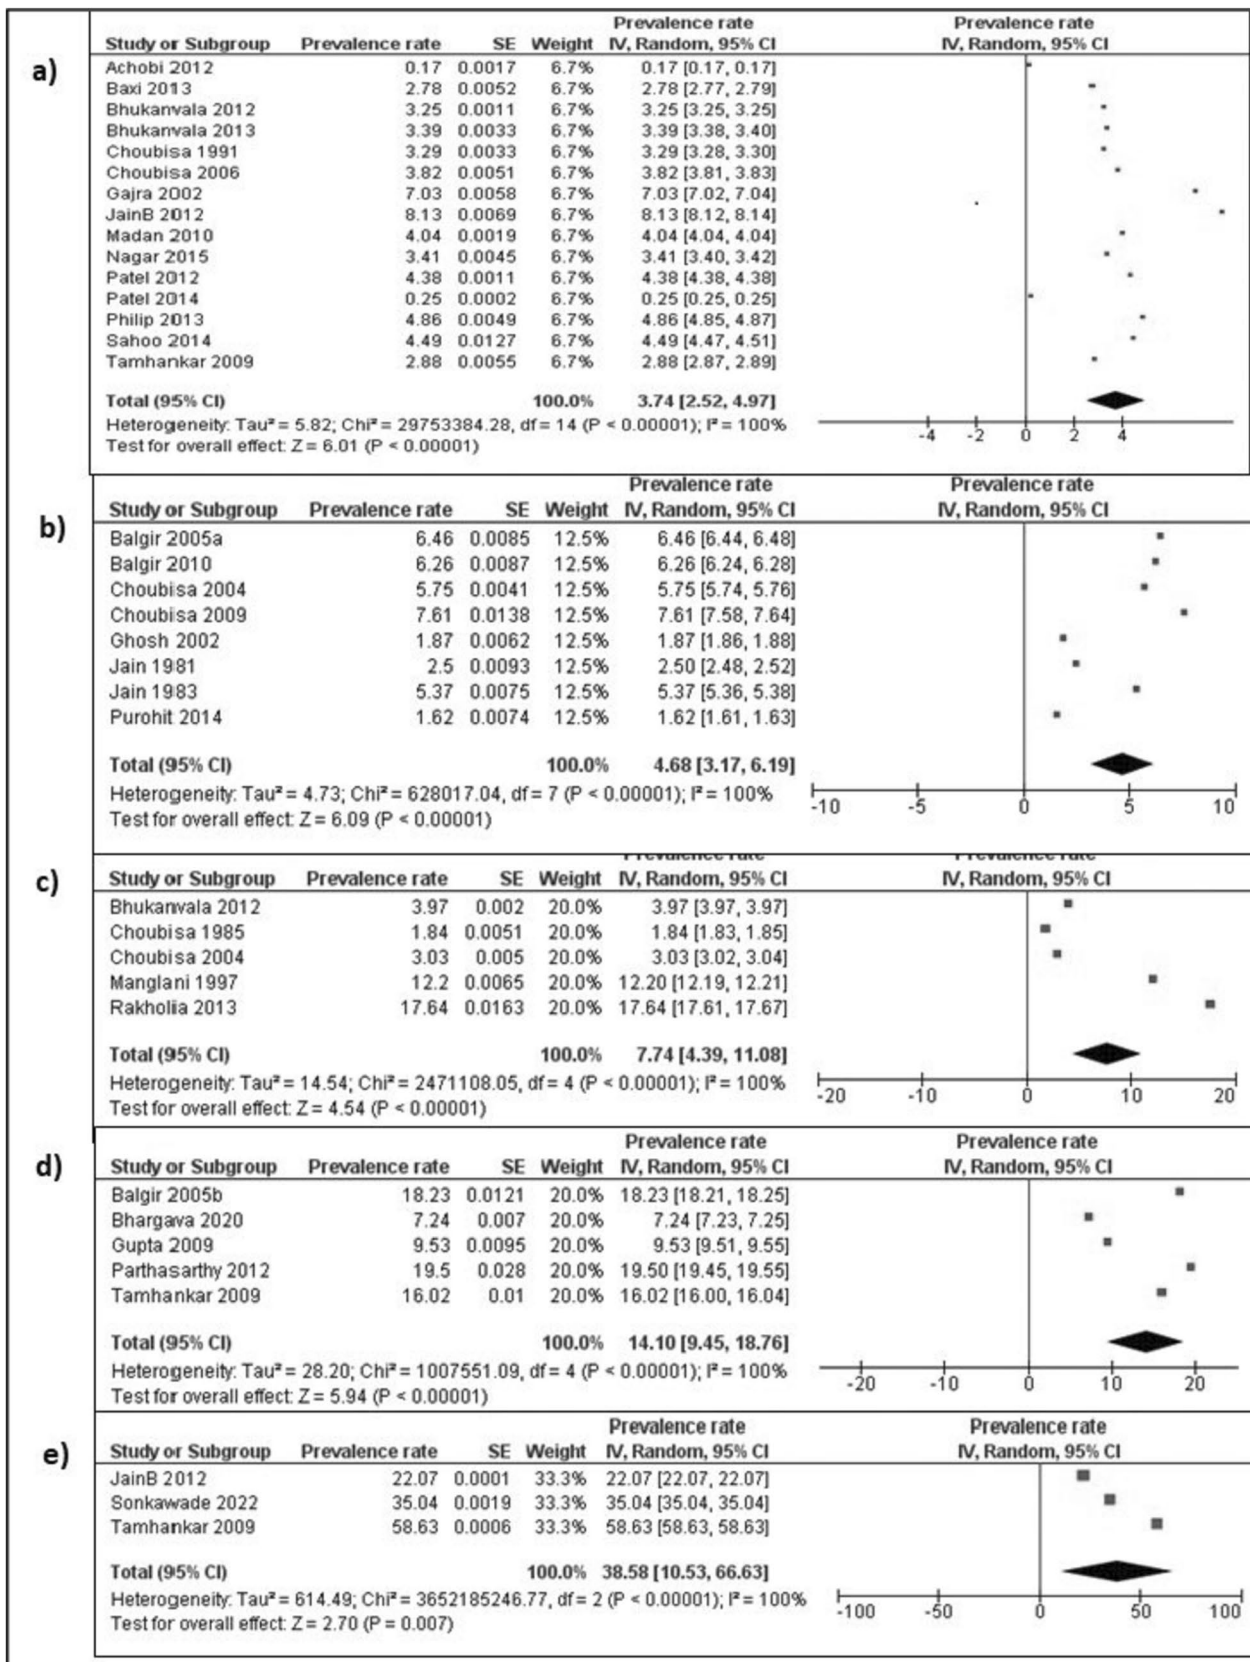 a)
Prevalence rate Prevalence rate
Study or Subgroup Prevalence rate SE Weight IV, Random, 95% CI IV, Random, 95% CI
Achobi 2012 0.17 0.0017 6.7% 0.17 [0.17, 0.17]
Baxi 2013 2.78 0.0052 6.7% 2.78 [2.77, 2.79]
Bhukanvala 2012 3.25 0.0011 6.7% 3.25 [3.25, 3.25]
Bhukanvala 2013 3.39 0.0033 6.7% 3.39 [3.38, 3.40]
Choubisa 1991 3.29 0.0033 6.7% 3.29 [3.28, 3.30]
Choubisa 2006 3.82 0.0051 6.7% 3.82 [3.81, 3.83]
Gajra 2002 7.03 0.0058 6.7% 7.03 [7.02, 7.04]
JainB 2012 8.13 0.0069 6.7% 8.13 [8.12, 8.14]
Madan 2010 4.04 0.0019 6.7% 4.04 [4.04, 4.04]
Nagar 2015 3.41 0.0045 6.7% 3.41 [3.40, 3.42]
Patel 2012 4.38 0.0011 6.7% 4.38 [4.38, 4.38]
Patel 2014 0.25 0.0002 6.7% 0.25 [0.25, 0.25]
Philip 2013 4.86 0.0049 6.7% 4.86 [4.85, 4.87]
Sahoo 2014 4.49 0.0127 6.7% 4.49 [4.47, 4.51]
Tamhankar 2009 2.88 0.0055 6.7% 2.88 [2.87, 2.89]
Total (95% CI) 100.0% 3.74 [2.52, 4.97]
Heterogeneity: Tau² = 5.82; Chi² = 29753384.28, df = 14 (P < 0.00001); I² = 100%
Test for overall effect: Z = 6.01 (P < 0.00001)
-4 -2 0 2 4
b)
Prevalence rate Prevalence rate
Study or Subgroup Prevalence rate SE Weight IV, Random, 95% CI IV, Random, 95% CI
Balgir 2005a 6.46 0.0085 12.5% 6.46 [6.44, 6.48]
Balgir 2010 6.26 0.0087 12.5% 6.26 [6.24, 6.28]
Choubisa 2004 5.75 0.0041 12.5% 5.75 [5.74, 5.76]
Choubisa 2009 7.61 0.0138 12.5% 7.61 [7.58, 7.64]
Ghosh 2002 1.87 0.0062 12.5% 1.87 [1.86, 1.88]
Jain 1981 2.5 0.0093 12.5% 2.50 [2.48, 2.52]
Jain 1983 5.37 0.0075 12.5% 5.37 [5.36, 5.38]
Purohit 2014 1.62 0.0074 12.5% 1.62 [1.61, 1.63]
Total (95% CI) 100.0% 4.68 [3.17, 6.19]
Heterogeneity: Tau² = 4.73; Chi² = 628017.04, df = 7 (P < 0.00001); I² = 100%
Test for overall effect: Z = 6.09 (P < 0.00001)
-10 -5 0 5 10
c)
Prevalence rate Prevalence rate
Study or Subgroup Prevalence rate SE Weight IV, Random, 95% CI IV, Random, 95% CI
Bhukanvala 2012 3.97 0.002 20.0% 3.97 [3.97, 3.97]
Choubisa 1985 1.84 0.0051 20.0% 1.84 [1.83, 1.85]
Choubisa 2004 3.03 0.005 20.0% 3.03 [3.02, 3.04]
Manglani 1997 12.2 0.0065 20.0% 12.20 [12.19, 12.21]
Rakholia 2013 17.64 0.0163 20.0% 17.64 [17.61, 17.67]
Total (95% CI) 100.0% 7.74 [4.39, 11.08]
Heterogeneity: Tau² = 14.54; Chi² = 2471108.05, df = 4 (P < 0.00001); I² = 100%
Test for overall effect: Z = 4.54 (P < 0.00001)
-20 -10 0 10 20
d)
Prevalence rate Prevalence rate
Study or Subgroup Prevalence rate SE Weight IV, Random, 95% CI IV, Random, 95% CI
Balgir 2005b 18.23 0.0121 20.0% 18.23 [18.21, 18.25]
Bhargava 2020 7.24 0.007 20.0% 7.24 [7.23, 7.25]
Gupta 2009 9.53 0.0095 20.0% 9.53 [9.51, 9.55]
Parthasarthy 2012 19.5 0.028 20.0% 19.50 [19.45, 19.55]
Tamhankar 2009 16.02 0.01 20.0% 16.02 [16.00, 16.04]
Total (95% CI) 100.0% 14.10 [9.45, 18.76]
Heterogeneity: Tau² = 28.20; Chi² = 1007551.09, df = 4 (P < 0.00001); I² = 100%
Test for overall effect: Z = 5.94 (P < 0.00001)
-20 -10 0 10 20
e)
Prevalence rate Prevalence rate
Study or Subgroup Prevalence rate SE Weight IV, Random, 95% CI IV, Random, 95% CI
JainB 2012 22.07 0.0001 33.3% 22.07 [22.07, 22.07]
Sonkawade 2022 35.04 0.0019 33.3% 35.04 [35.04, 35.04]
Tamhankar 2009 58.63 0.0006 33.3% 58.63 [58.63, 58.63]
Total (95% CI) 100.0% 38.58 [10.53, 66.63]
Heterogeneity: Tau² = 614.49; Chi² = 3652185246.77, df = 2 (P < 0.00001); I² = 100%
Test for overall effect: Z = 2.70 (P = 0.007)
-100 -50 0 50 100